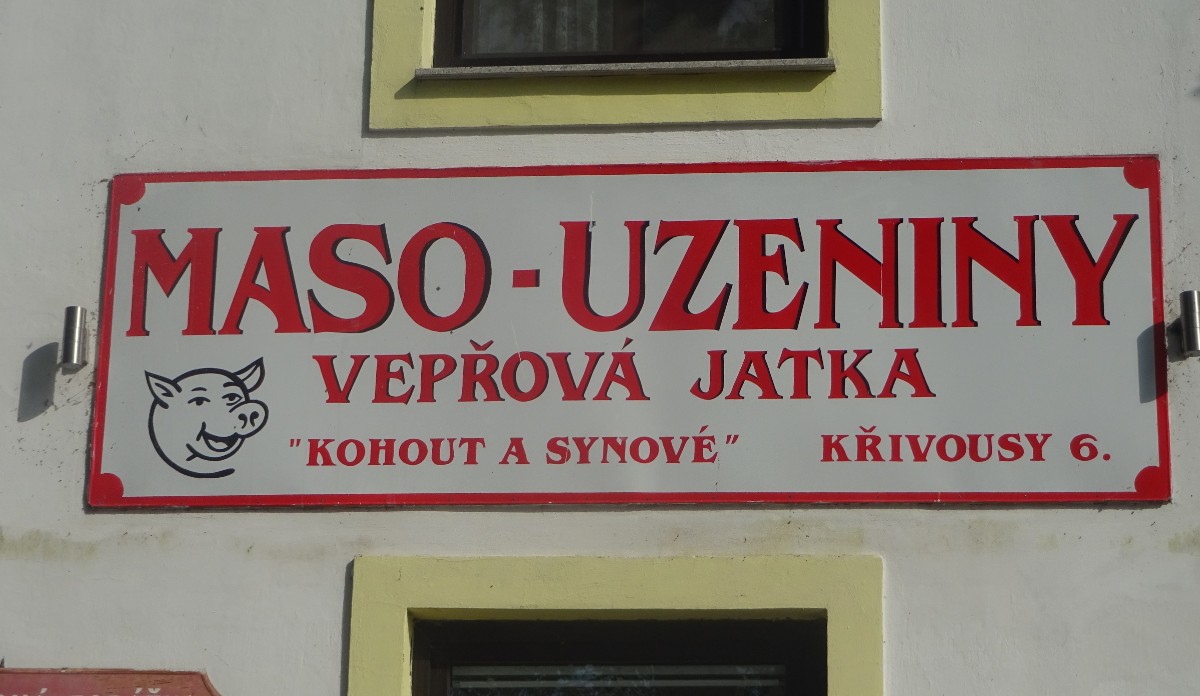 MASO - UZENINY
VEPŘOVÁ JATKA
"KOHOUT A SYNOVÉ" KŘIVOUSY 6.